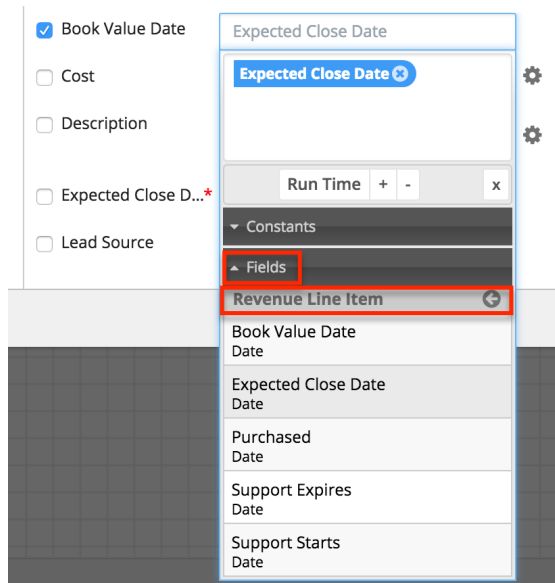 Book Value Date
Expected Close Date
Cost
Expected Close Date
Description
Run Time + - x
Expected Close D...*
Constants
Lead Source
Fields
Revenue Line Item
Book Value Date
Date
Expected Close Date
Date
Purchased
Date
Support Expires
Date
Support Starts
Date